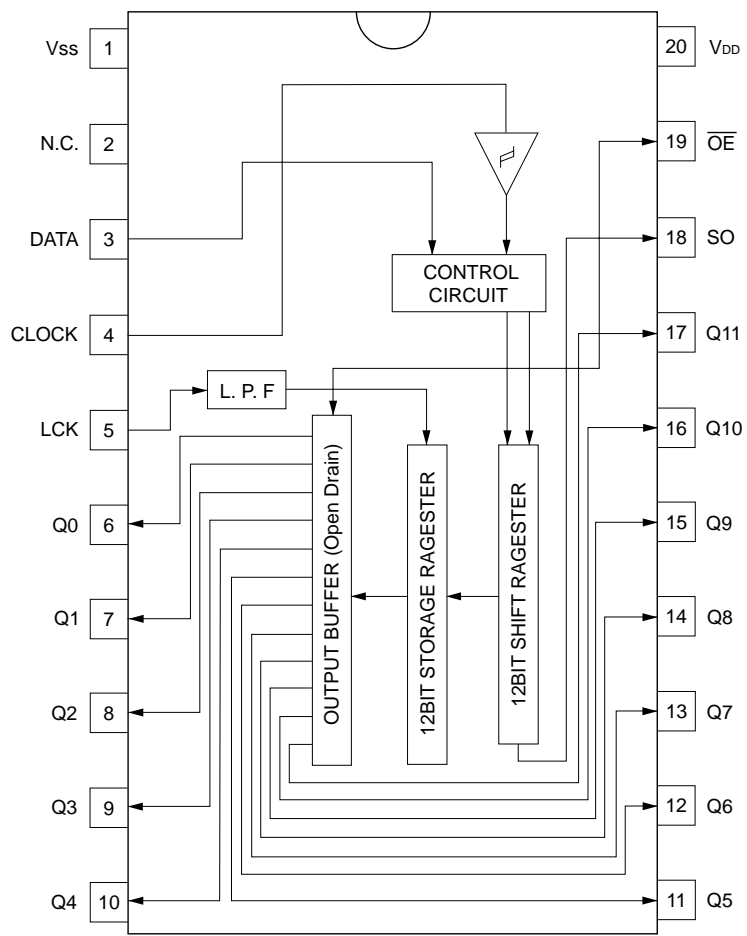 Vss 1
N.C. 2
DATA 3
CLOCK 4
LCK 5
Q0 6
Q1 7
Q2 8
Q3 9
Q4 10
L. P. F
CONTROL
CIRCUIT
OUTPUT BUFFER (Open Drain)
12BIT STORAGE RAGESTER
12BIT SHIFT RAGESTER
20 VDD
19 OE
18 SO
17 Q11
16 Q10
15 Q9
14 Q8
13 Q7
12 Q6
11 Q5